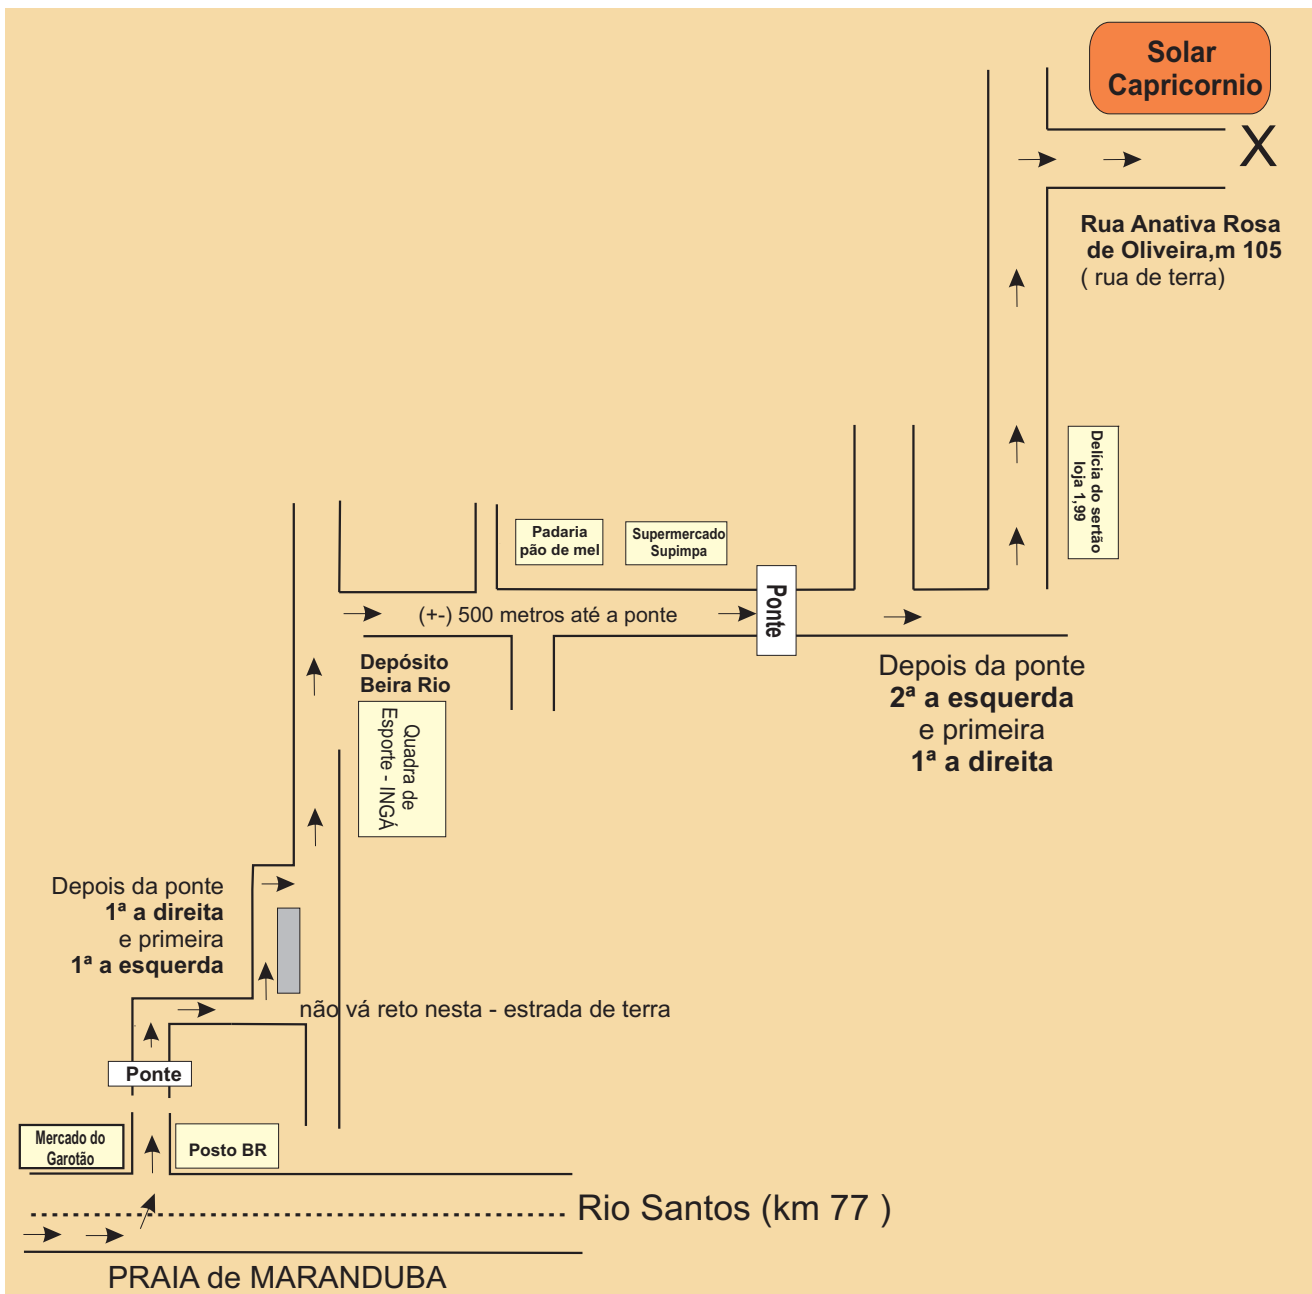 Solar
Capricornio
X
Rua Anativa Rosa
de Oliveira,m 105
( rua de terra)
Delícia do sertão
loja 1,99
Padaria
pão de mel
Supermercado
Supimpa
Ponte
(+-) 500 metros até a ponte
Depósito
Beira Rio
Quadra de
Esporte - INGÁ
Depois da ponte
2ª a esquerda
e primeira
1ª a direita
Depois da ponte
1ª a direita
e primeira
1ª a esquerda
não vá reto nesta - estrada de terra
Ponte
Mercado do
Garotão
Posto BR
Rio Santos (km 77 )
PRAIA de MARANDUBA